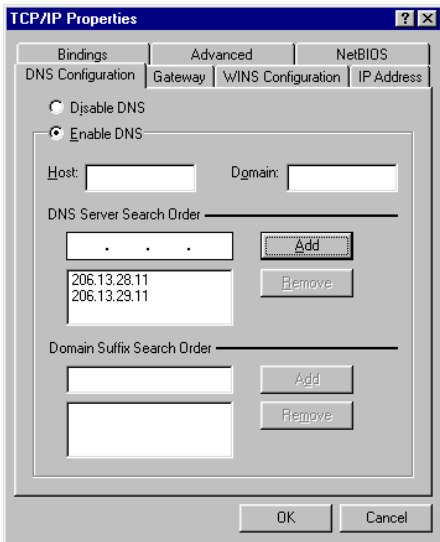 TCP/IP Properties
Bindings Advanced NetBIOS
DNS Configuration Gateway WINS Configuration IP Address
Disable DNS
Enable DNS
Host: Domain:
DNS Server Search Order
. . . Add
206.13.28.11 Remove
206.13.29.11
Domain Suffix Search Order
Add
Remove
OK Cancel